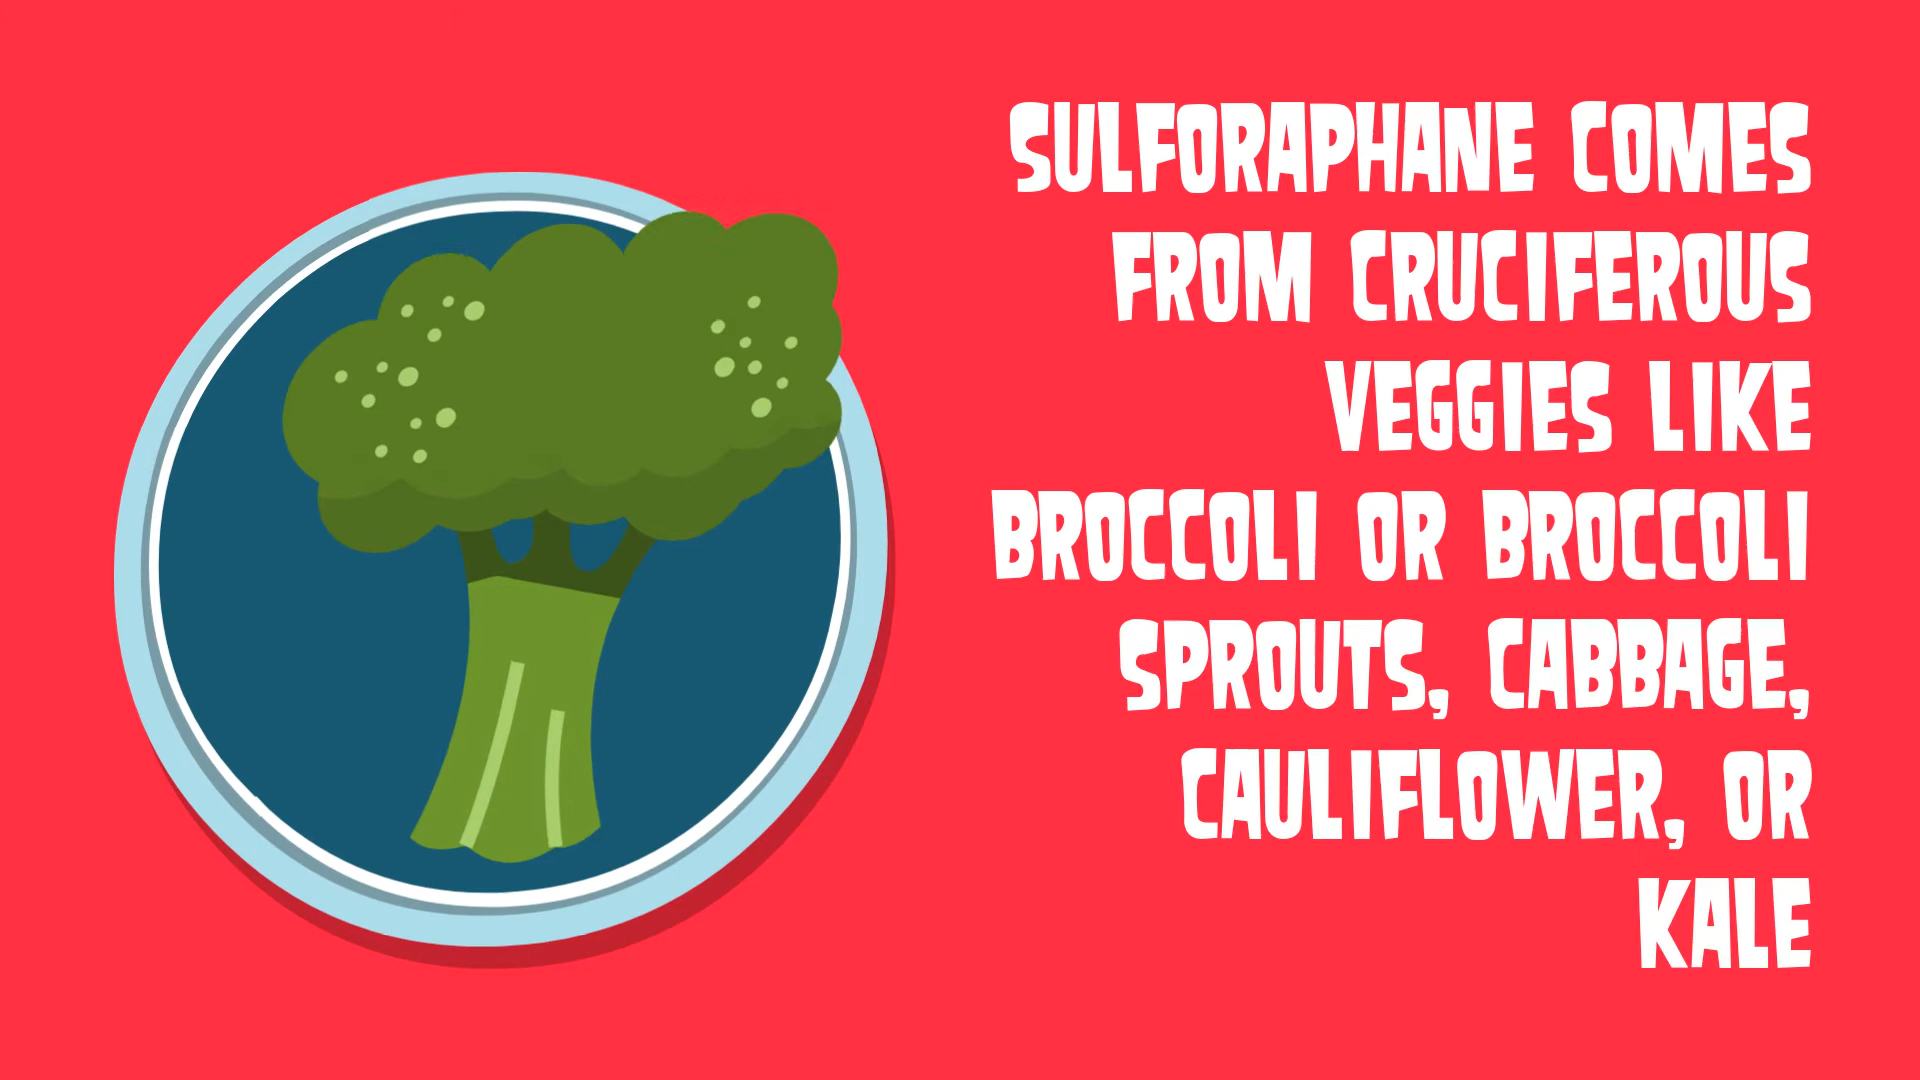 SULFORAPHANE COMES
FROM CRUCIFEROUS
VEGGIES LIKE
BROCCOLI OR BROCCOLI
SPROUTS, CABBAGE,
CAULIFLOWER, OR
KALE